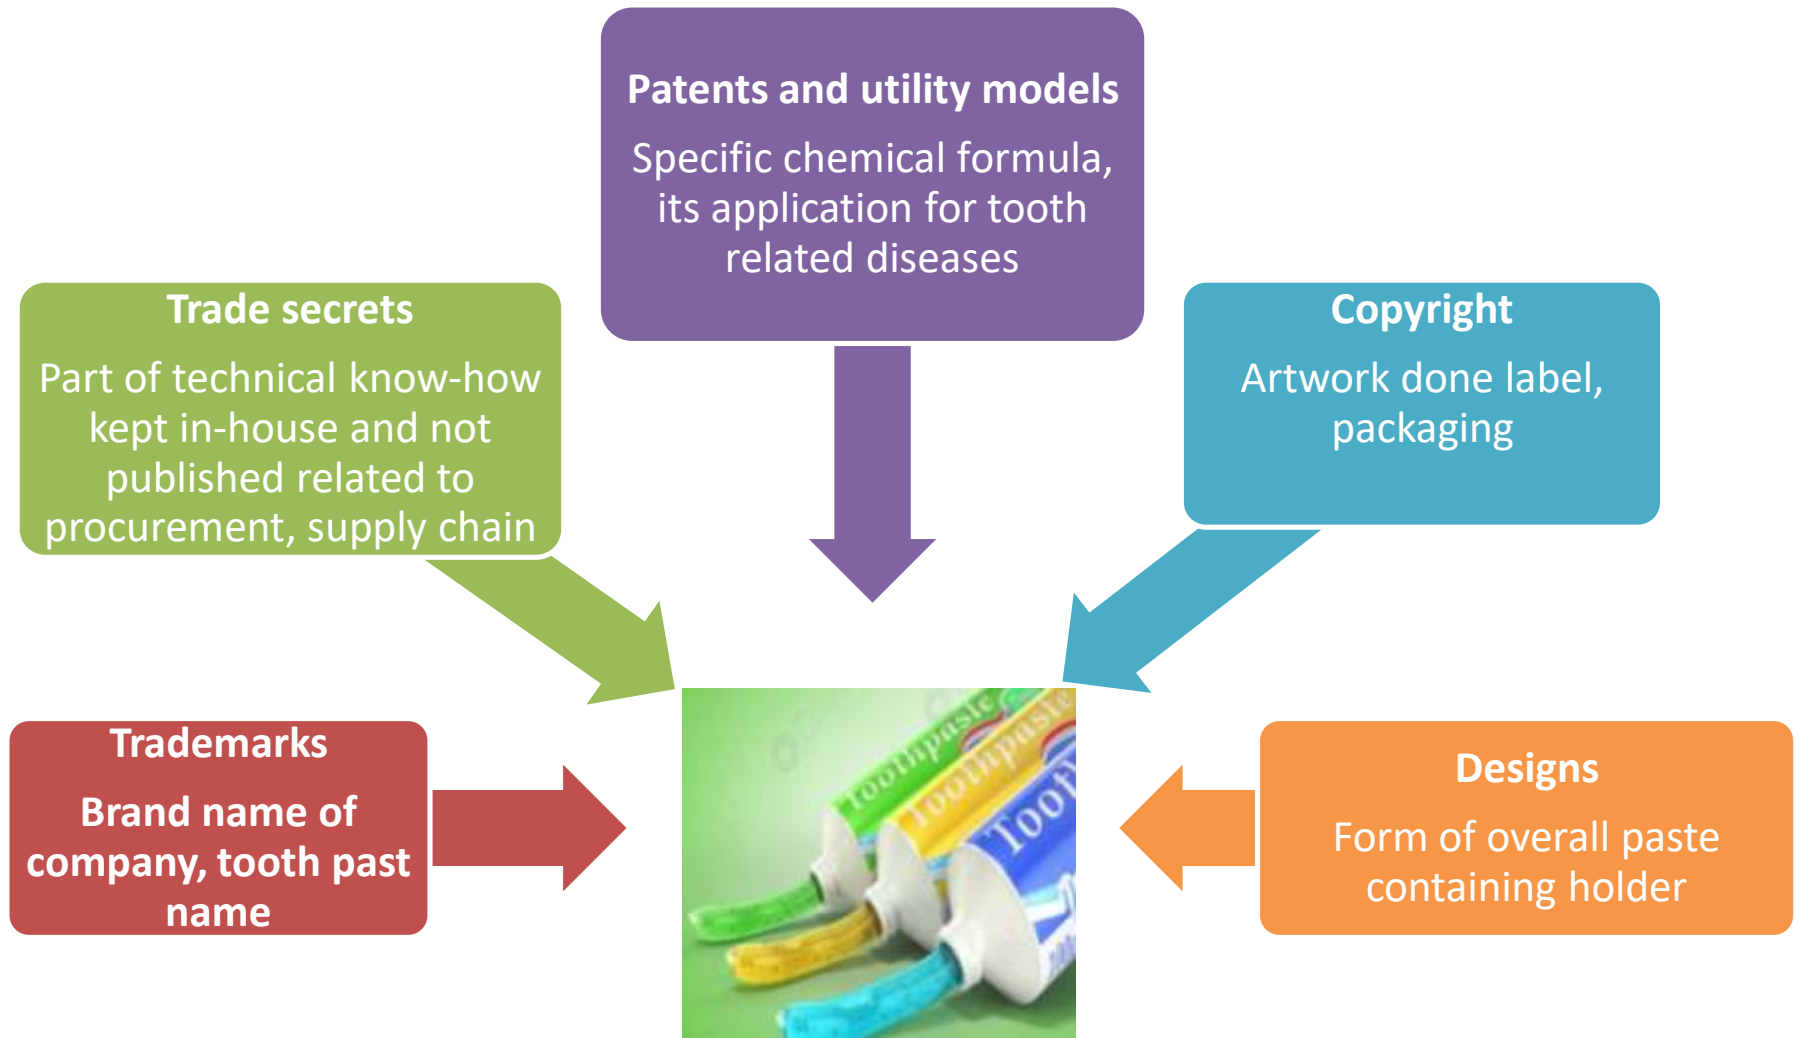 Patents and utility models
Specific chemical formula,
its application for tooth
related diseases
Trade secrets
Part of technical know-how
kept in-house and not
published related to
procurement, supply chain
Copyright
Artwork done label,
packaging
Trademarks
Brand name of
company, tooth past
name
Toothpaste
Toothpaste
Toot
Designs
Form of overall paste
containing holder